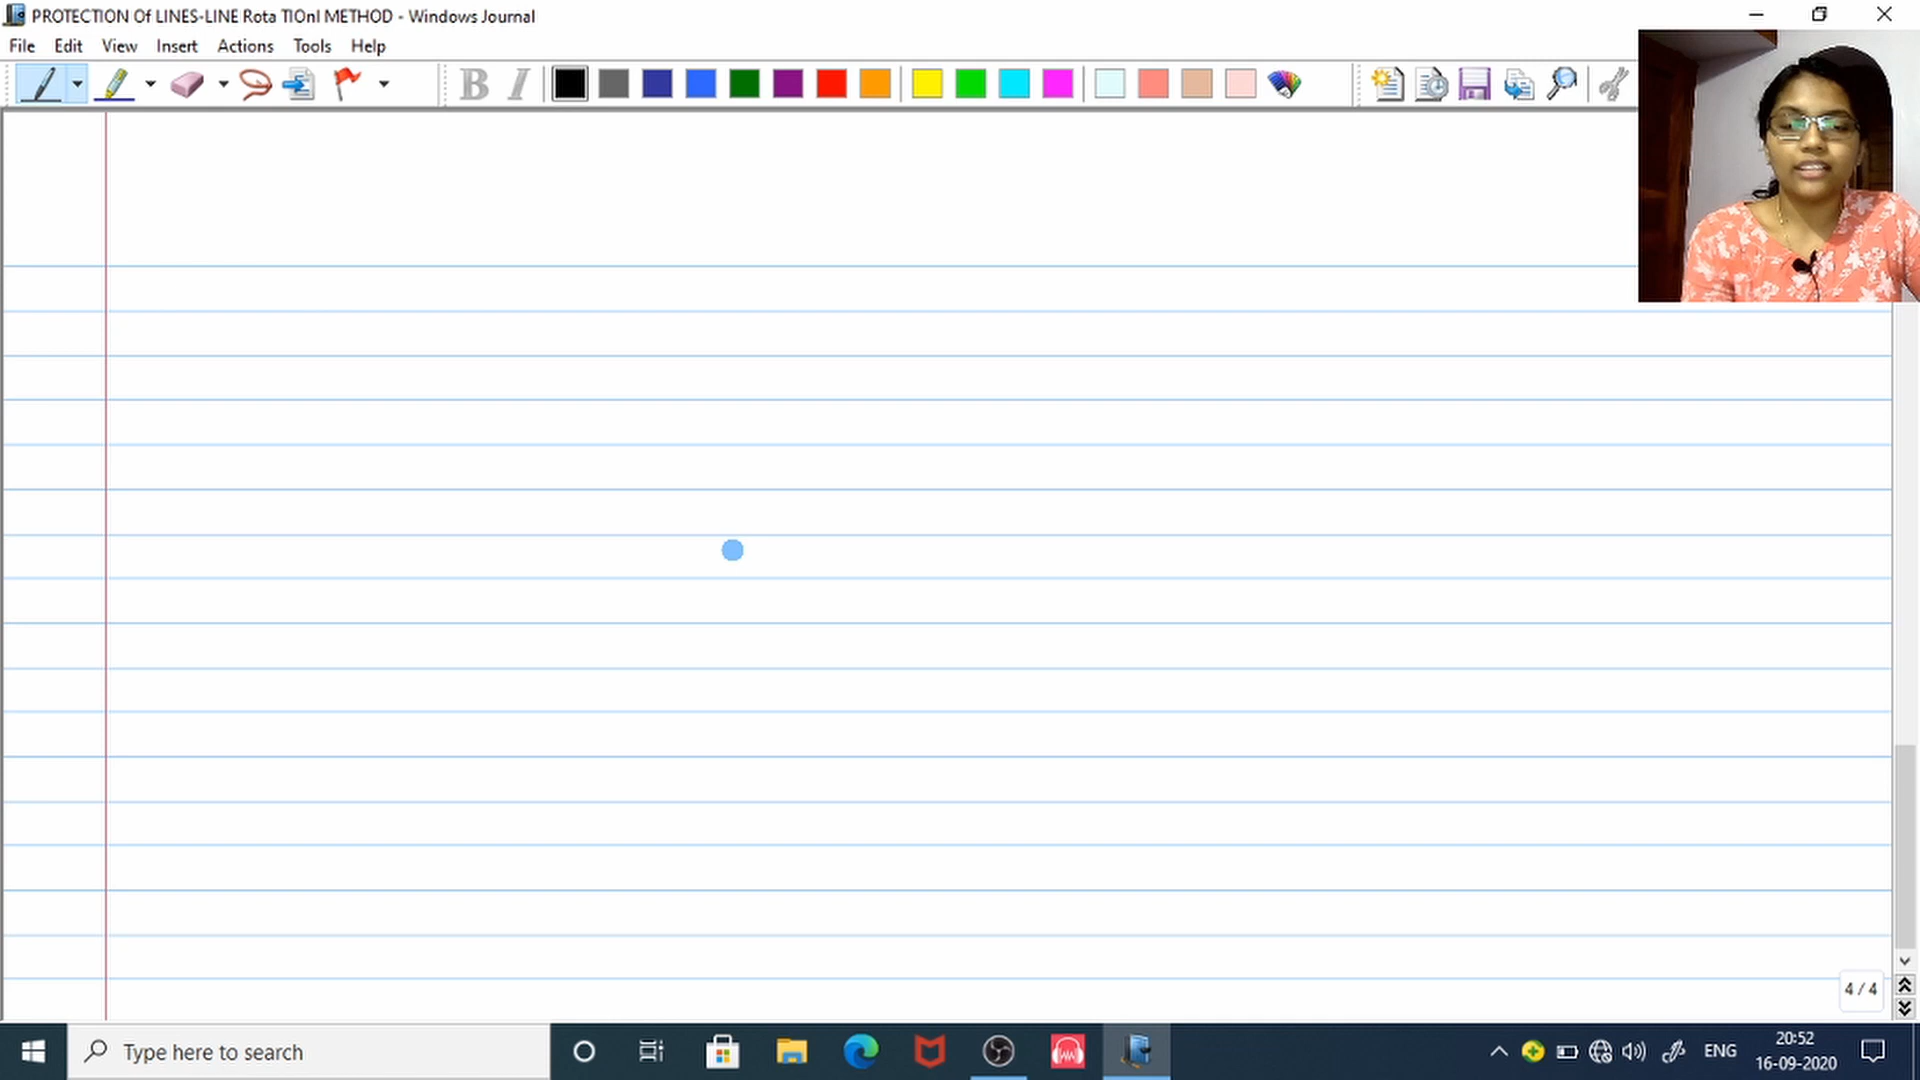 PROTECTION Of LINES-LINE Rota TIOnI METHOD - Windows Journal
File Edit View Insert Actions Tools Help
B I
4 / 4
Type here to search
ENG
20:52
16-09-2020